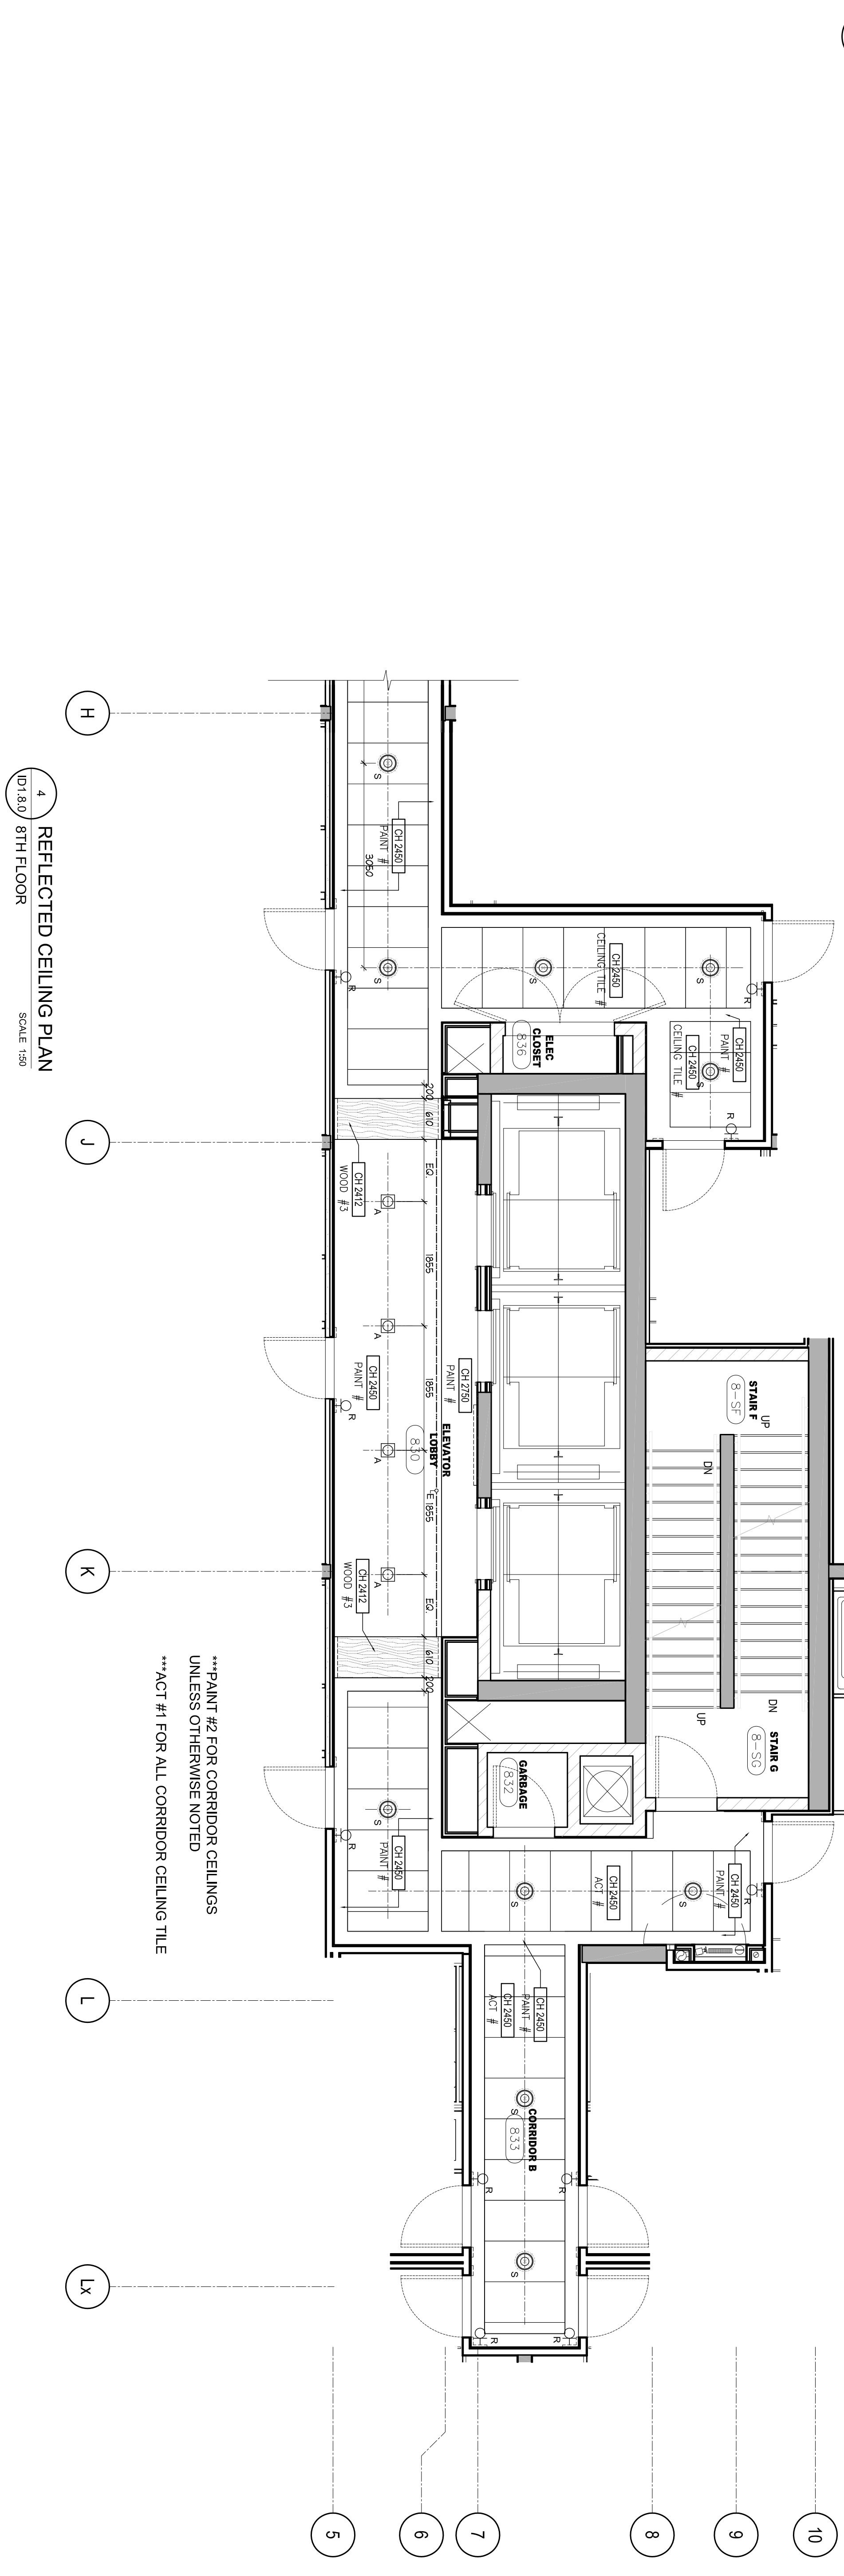 H
J
K
L
Lx
5
6
7
8
9
10
4
ID1.8.0
REFLECTED CEILING PLAN
8TH FLOOR
SCALE 1:50
***PAINT #2 FOR CORRIDOR CEILINGS
UNLESS OTHERWISE NOTED
***ACT #1 FOR ALL CORRIDOR CEILING TILE
S
CH 2450
PAINT #
3050
S
R
S
CH 2450
CEILING TILE #
S
R
CH 2450
PAINT #
CH 2450
CEILING TILE #
S
R
ELEC
CLOSET
836
200
610
EQ.
CH 2412
WOOD #3
A
1855
A
CH 2450
PAINT #
1855
CH 2750
PAINT #
R
ELEVATOR
LOBBY
830
A
E
1855
A
CH 2412
WOOD #3
EQ.
610
200
STAIR F
8-SF
UP
DN
DN
UP
STAIR G
8-SG
GARBAGE
832
S
R
CH 2450
PAINT #
S
CH 2450
ACT #
S
CH 2450
PAINT #
R
CH 2450
PAINT #
CH 2450
ACT #
S
CORRIDOR B
833
R
R
S
R
R